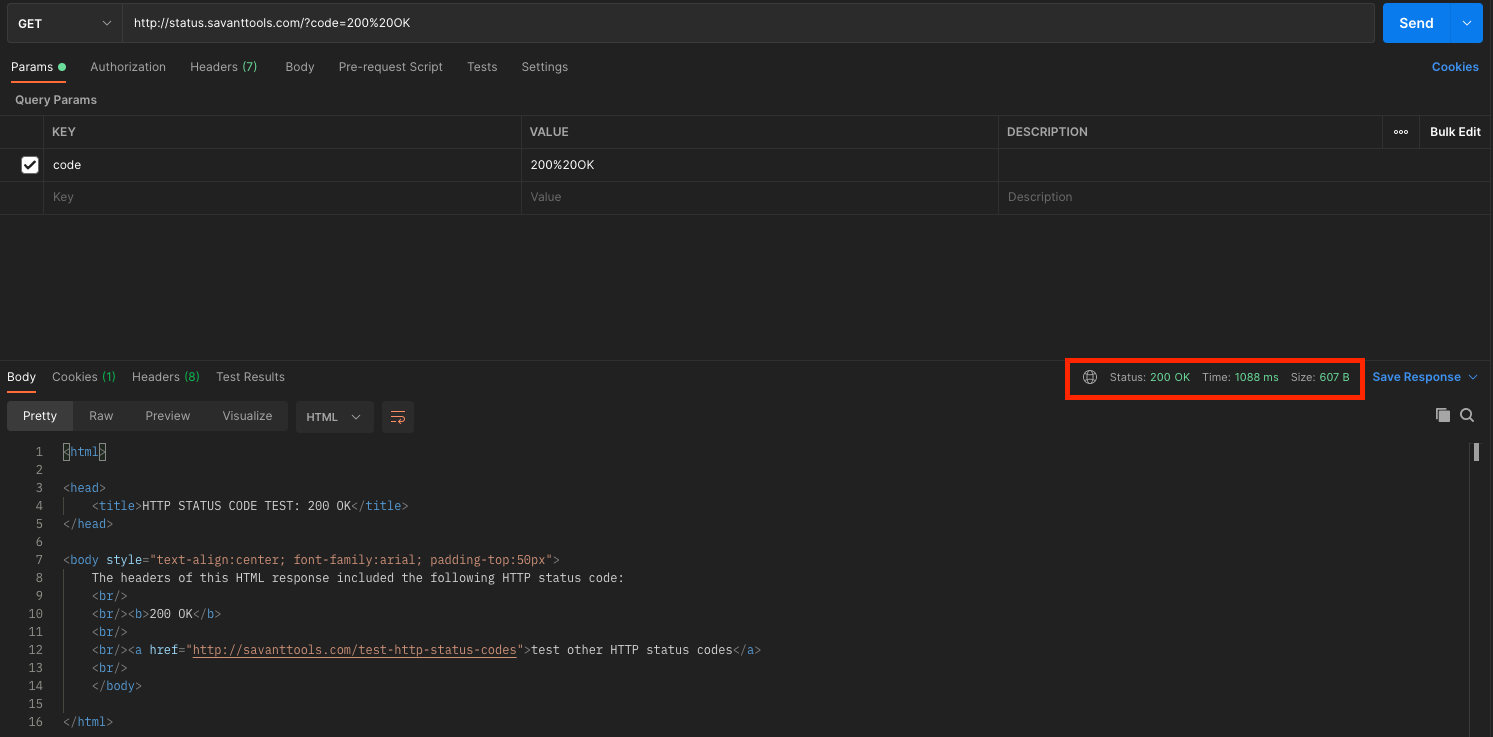 GET http://status.savanttools.com/?code=200%20OK Send
Params Authorization Headers (7) Body Pre-request Script Tests Settings Cookies
Query Params
KEY VALUE DESCRIPTION Bulk Edit
code 200%20OK
Key Value Description
Body Cookies (1) Headers (8) Test Results Status: 200 OK Time: 1088 ms Size: 607 B Save Response
Pretty Raw Preview Visualize HTML
1 <html>
2
3 <head>
4 <title>HTTP STATUS CODE TEST: 200 OK</title>
5 </head>
6
7 <body style="text-align:center; font-family:arial; padding-top:50px">
8 The headers of this HTML response included the following HTTP status code:
9 <br/>
10 <br/><b>200 OK</b>
11 <br/>
12 <br/><a href="http://savanttools.com/test-http-status-codes">test other HTTP status codes</a>
13 <br/>
14 </body>
15
16 </html>